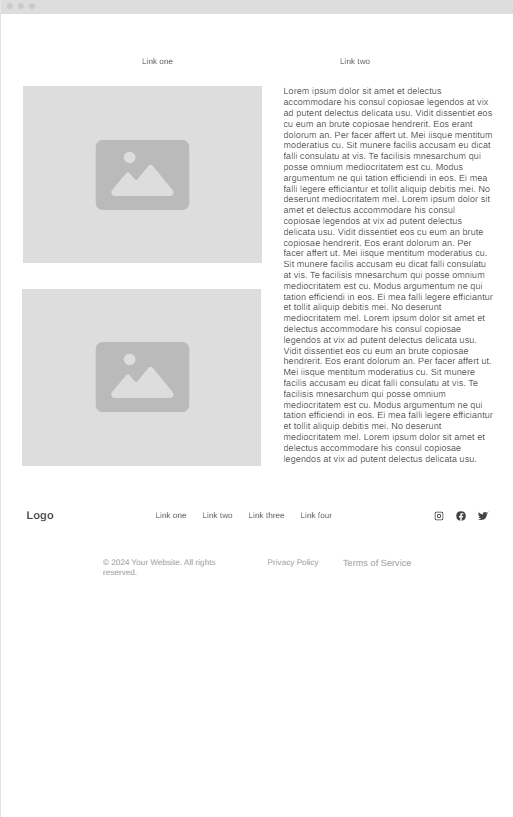 Link one
Link two
Lorem ipsum dolor sit amet et delectus
accommodare his consul copiosae legendos at vix
ad putent delectus delicata usu. Vidit dissentiet eos
cu eum an brute copiosae hendrerit. Eos erant
dolorum an. Per facer affert ut. Mei iisque mentitum
moderatius cu. Sit munere facilis accusam eu dicat
falli consulatu at vis. Te facilisis mnesarchum qui
posse omnium mediocritatem est cu. Modus
argumentum ne qui tation efficiendi in eos. Ei mea
falli legere efficiantur et tollit aliquip debitis mei. No
deserunt mediocritatem mel. Lorem ipsum dolor sit
amet et delectus accommodare his consul
copiosae legendos at vix ad putent delectus
delicata usu. Vidit dissentiet eos cu eum an brute
copiosae hendrerit. Eos erant dolorum an. Per
facer affert ut. Mei iisque mentitum moderatius cu.
Sit munere facilis accusam eu dicat falli consulatu
at vis. Te facilisis mnesarchum qui posse omnium
mediocritatem est cu. Modus argumentum ne qui
tation efficiendi in eos. Ei mea falli legere efficiantur
et tollit aliquip debitis mei. No deserunt
mediocritatem mel. Lorem ipsum dolor sit amet et
delectus accommodare his consul copiosae
legendos at vix ad putent delectus delicata usu.
Vidit dissentiet eos cu eum an brute copiosae
hendrerit. Eos erant dolorum an. Per facer affert ut.
Mei iisque mentitum moderatius cu. Sit munere
facilis accusam eu dicat falli consulatu at vis. Te
facilisis mnesarchum qui posse omnium
mediocritatem est cu. Modus argumentum ne qui
tation efficiendi in eos. Ei mea falli legere efficiantur
et tollit aliquip debitis mei. No deserunt
mediocritatem mel. Lorem ipsum dolor sit amet et
delectus accommodare his consul copiosae
legendos at vix ad putent delectus delicata usu.
Logo
Link one
Link two
Link three
Link four
© 2024 Your Website. All rights
reserved.
Privacy Policy
Terms of Service